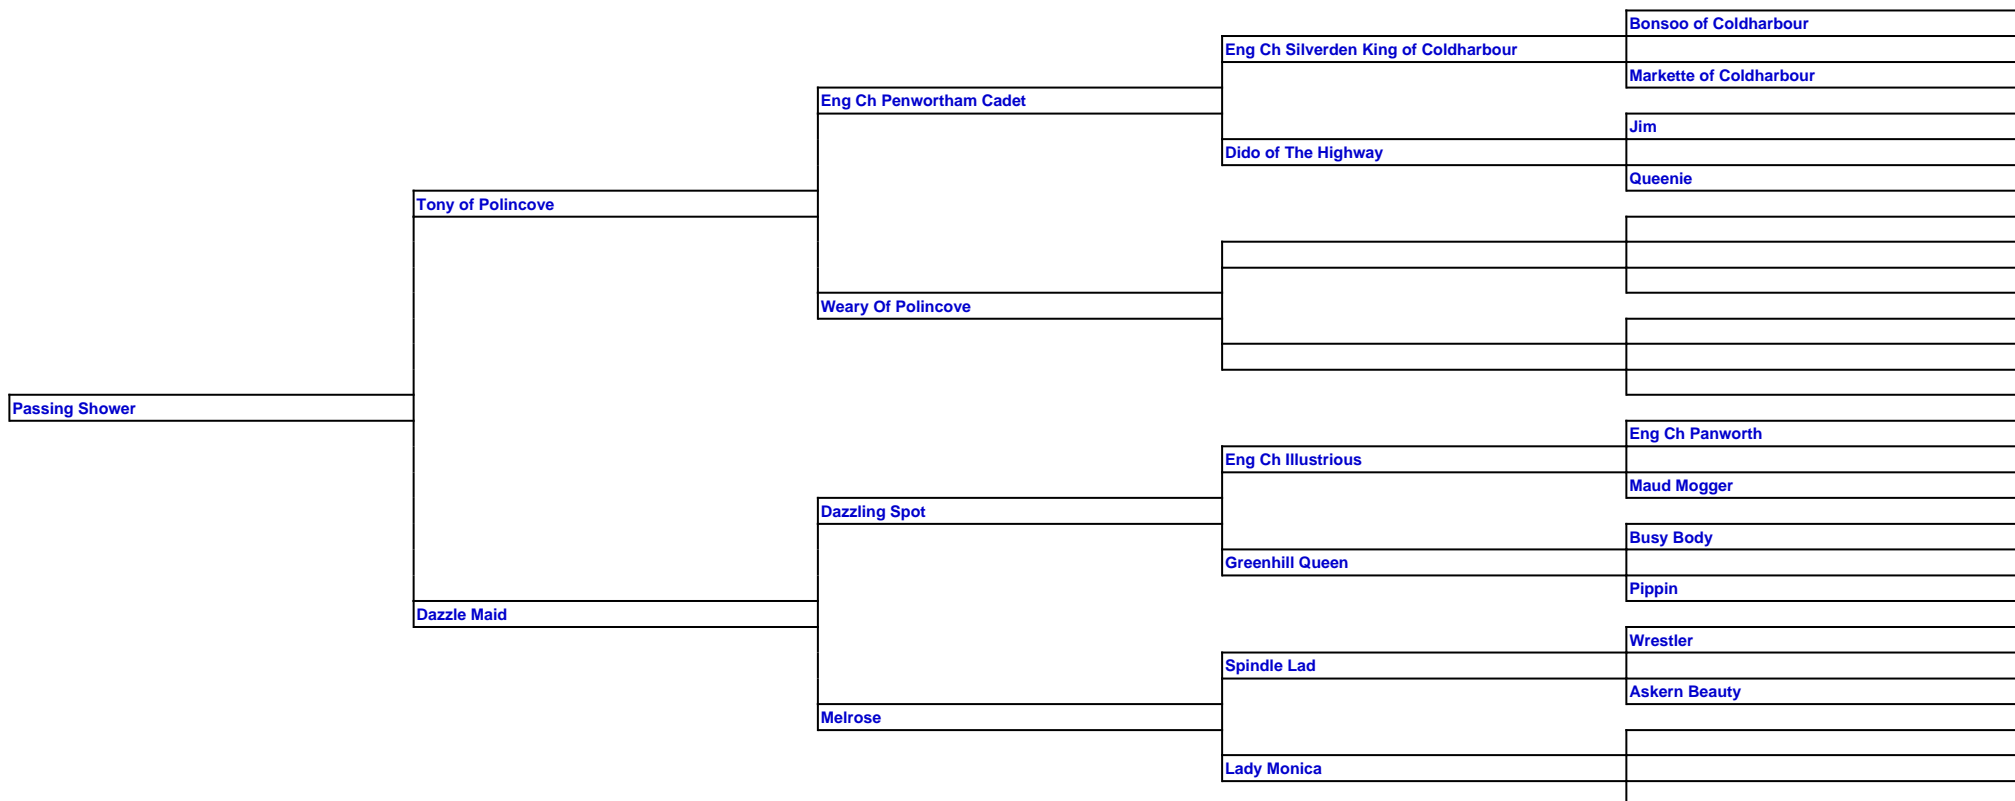 Bonsoo of Coldharbour
Eng Ch Silverden King of Coldharbour
Markette of Coldharbour
Eng Ch Penwortham Cadet
Jim
Dido of The Highway
Queenie
Tony of Polincove
Weary Of Polincove
Passing Shower
Eng Ch Panworth
Eng Ch Illustrious
Maud Mogger
Dazzling Spot
Busy Body
Greenhill Queen
Pippin
Dazzle Maid
Wrestler
Spindle Lad
Askern Beauty
Melrose
Lady Monica